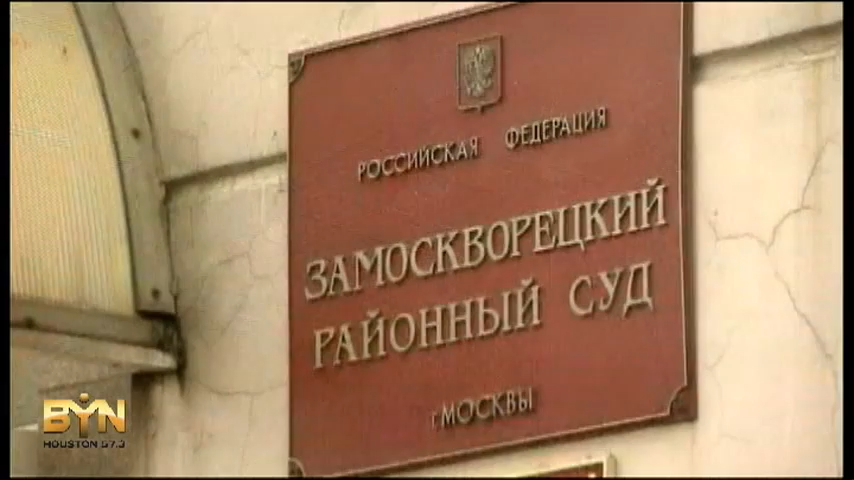 РОССИЙСКАЯ ФЕДЕРАЦИЯ
ЗАМОСКВОРЕЦКИЙ
РАЙОННЫЙ СУД
г.МОСКВЫ
BYN
HOUSTON 57.3